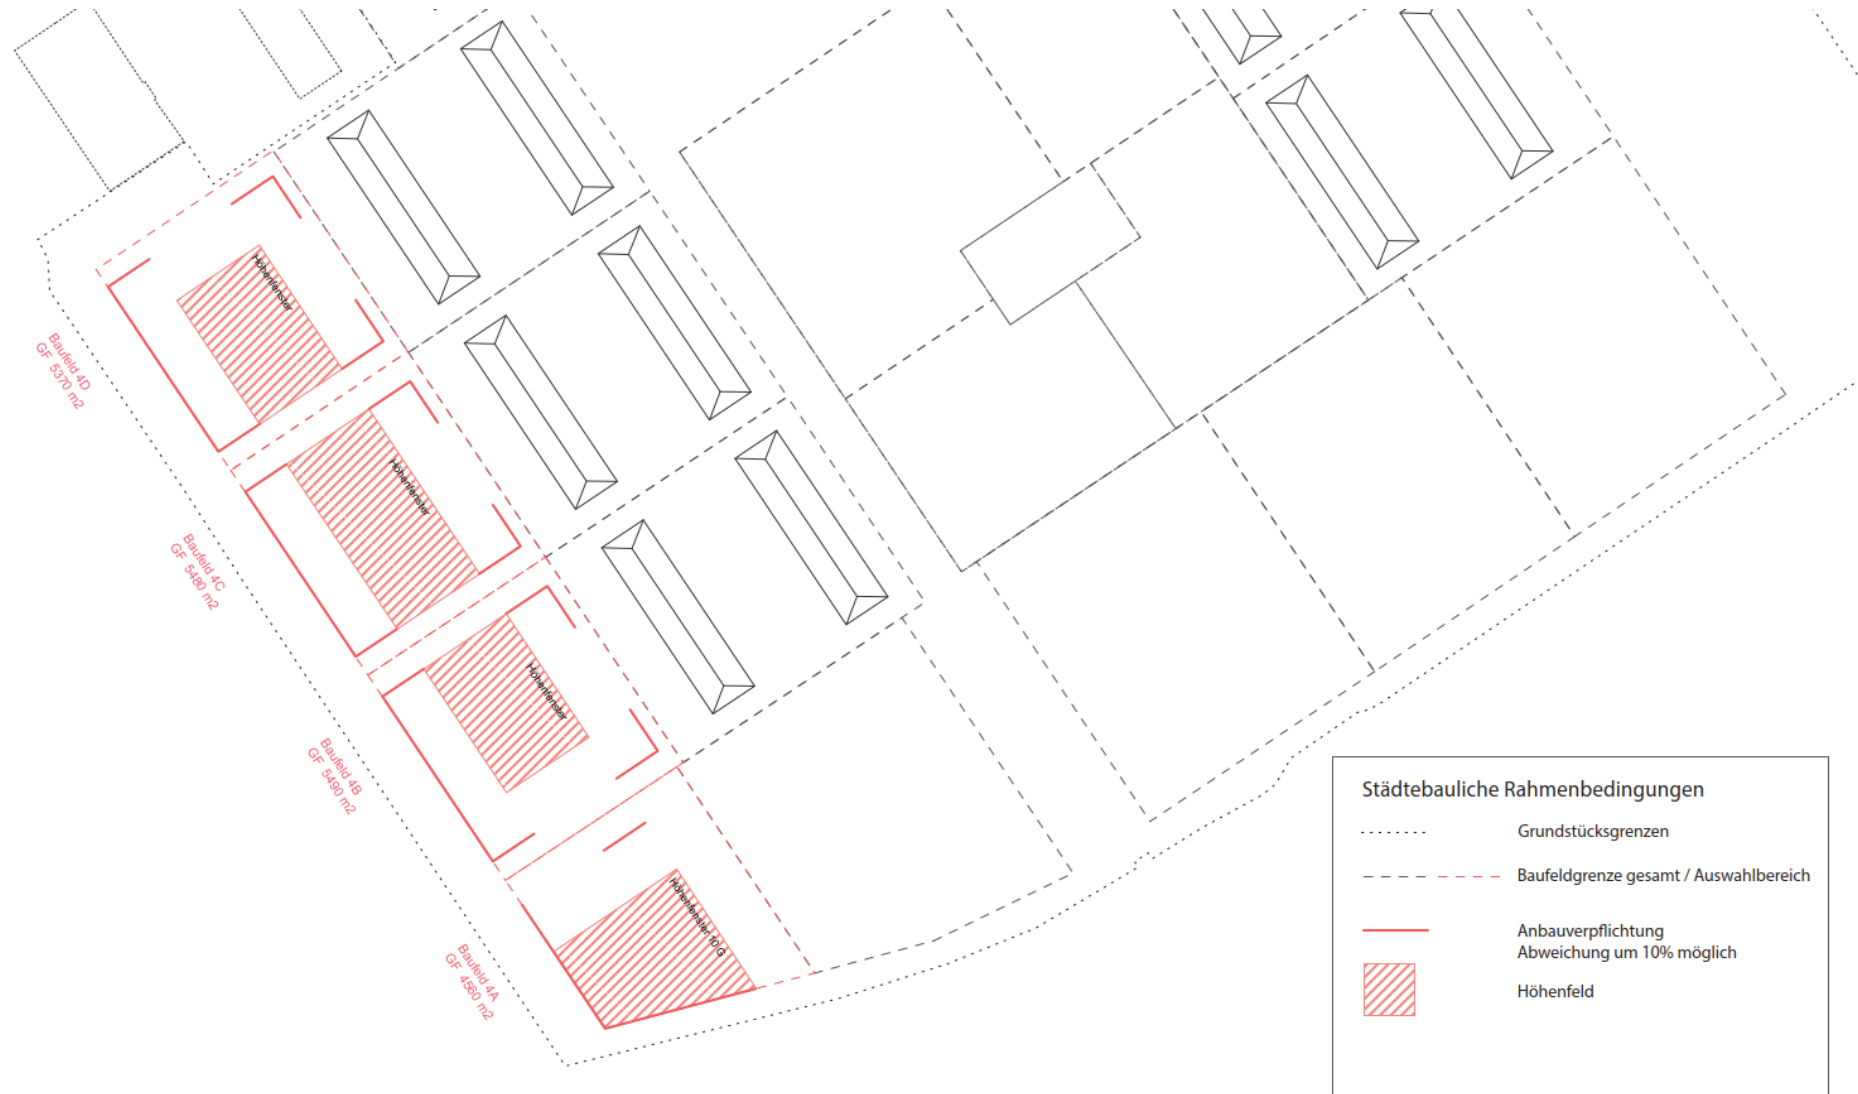 Höhenfenster
Baufeld 4D
GF 5370 m2
Höhenfenster
Baufeld 4C
GF 5480 m2
Höhenfenster
Baufeld 4B
GF 5490 m2
Höhenfenster 10 G
Baufeld 4A
GF 4560 m2
Städtebauliche Rahmenbedingungen
Grundstücksgrenzen
Baufeldgrenze gesamt / Auswahlbereich
Anbauverpflichtung
Abweichung um 10% möglich
Höhenfeld